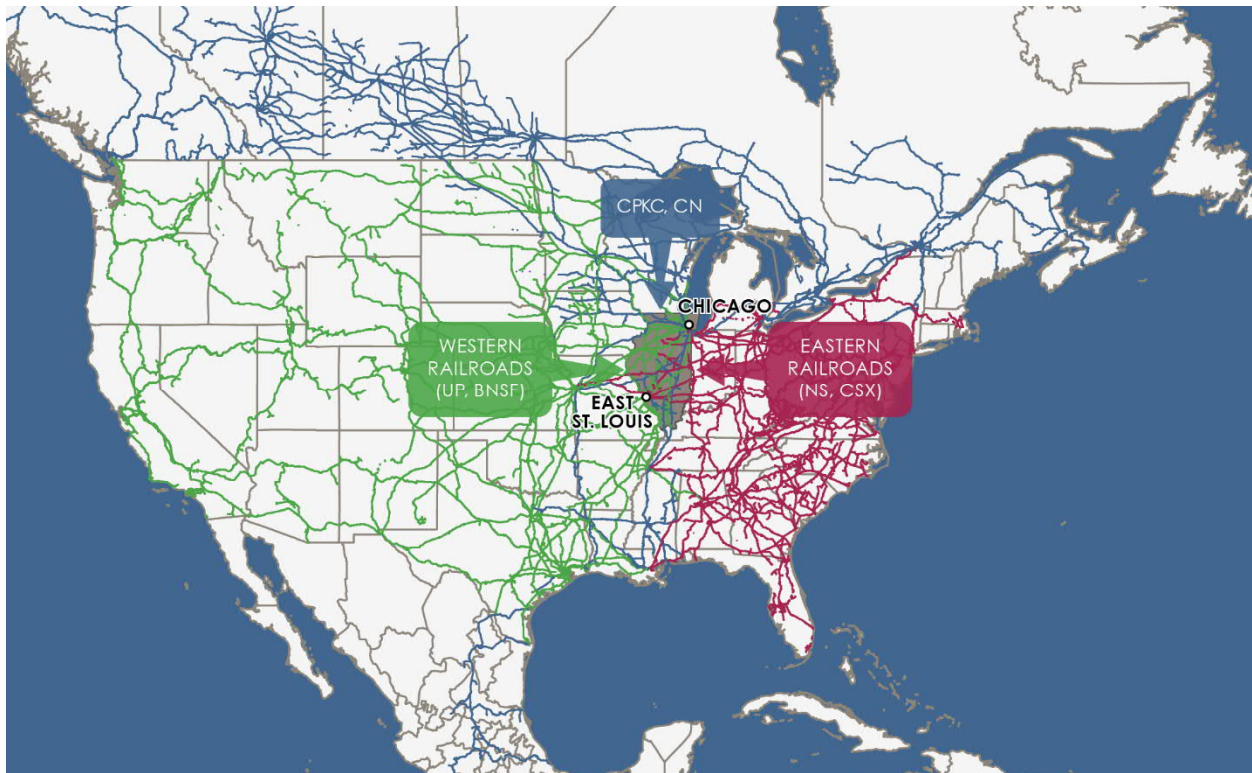 CPKC, CN
CHICAGO
WESTERN
RAILROADS
(UP, BNSF)
EASTERN
RAILROADS
(NS, CSX)
EAST
ST. LOUIS